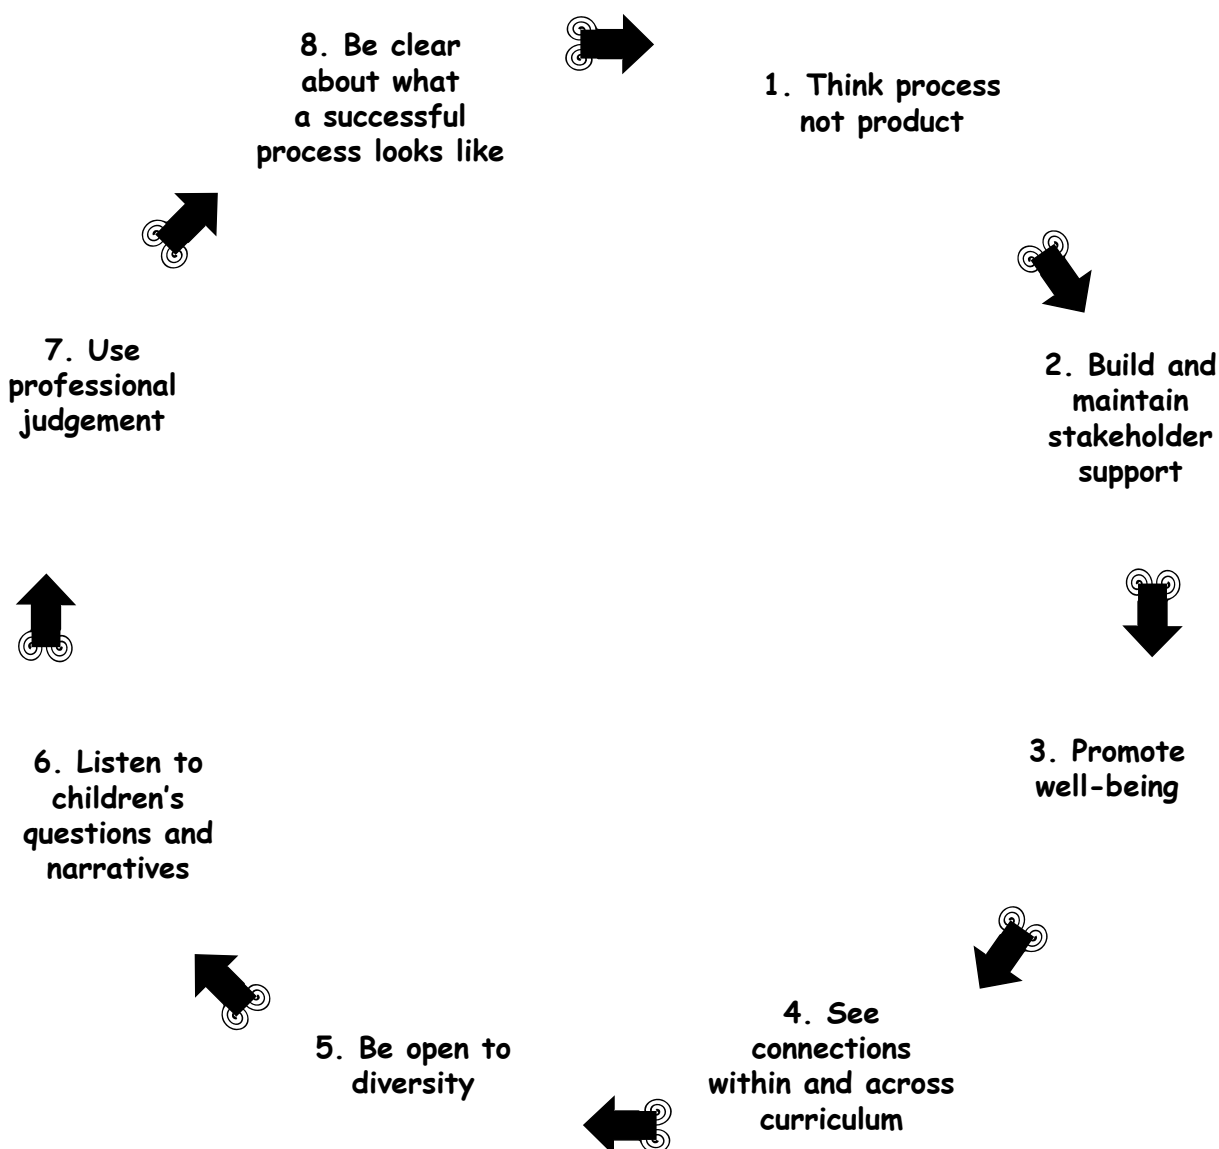 1. Think process
not product
2. Build and
maintain
stakeholder
support
3. Promote
well-being
4. See
connections
within and across
curriculum
5. Be open to
diversity
6. Listen to
children's
questions and
narratives
7. Use
professional
judgement
8. Be clear
about what
a successful
process looks like